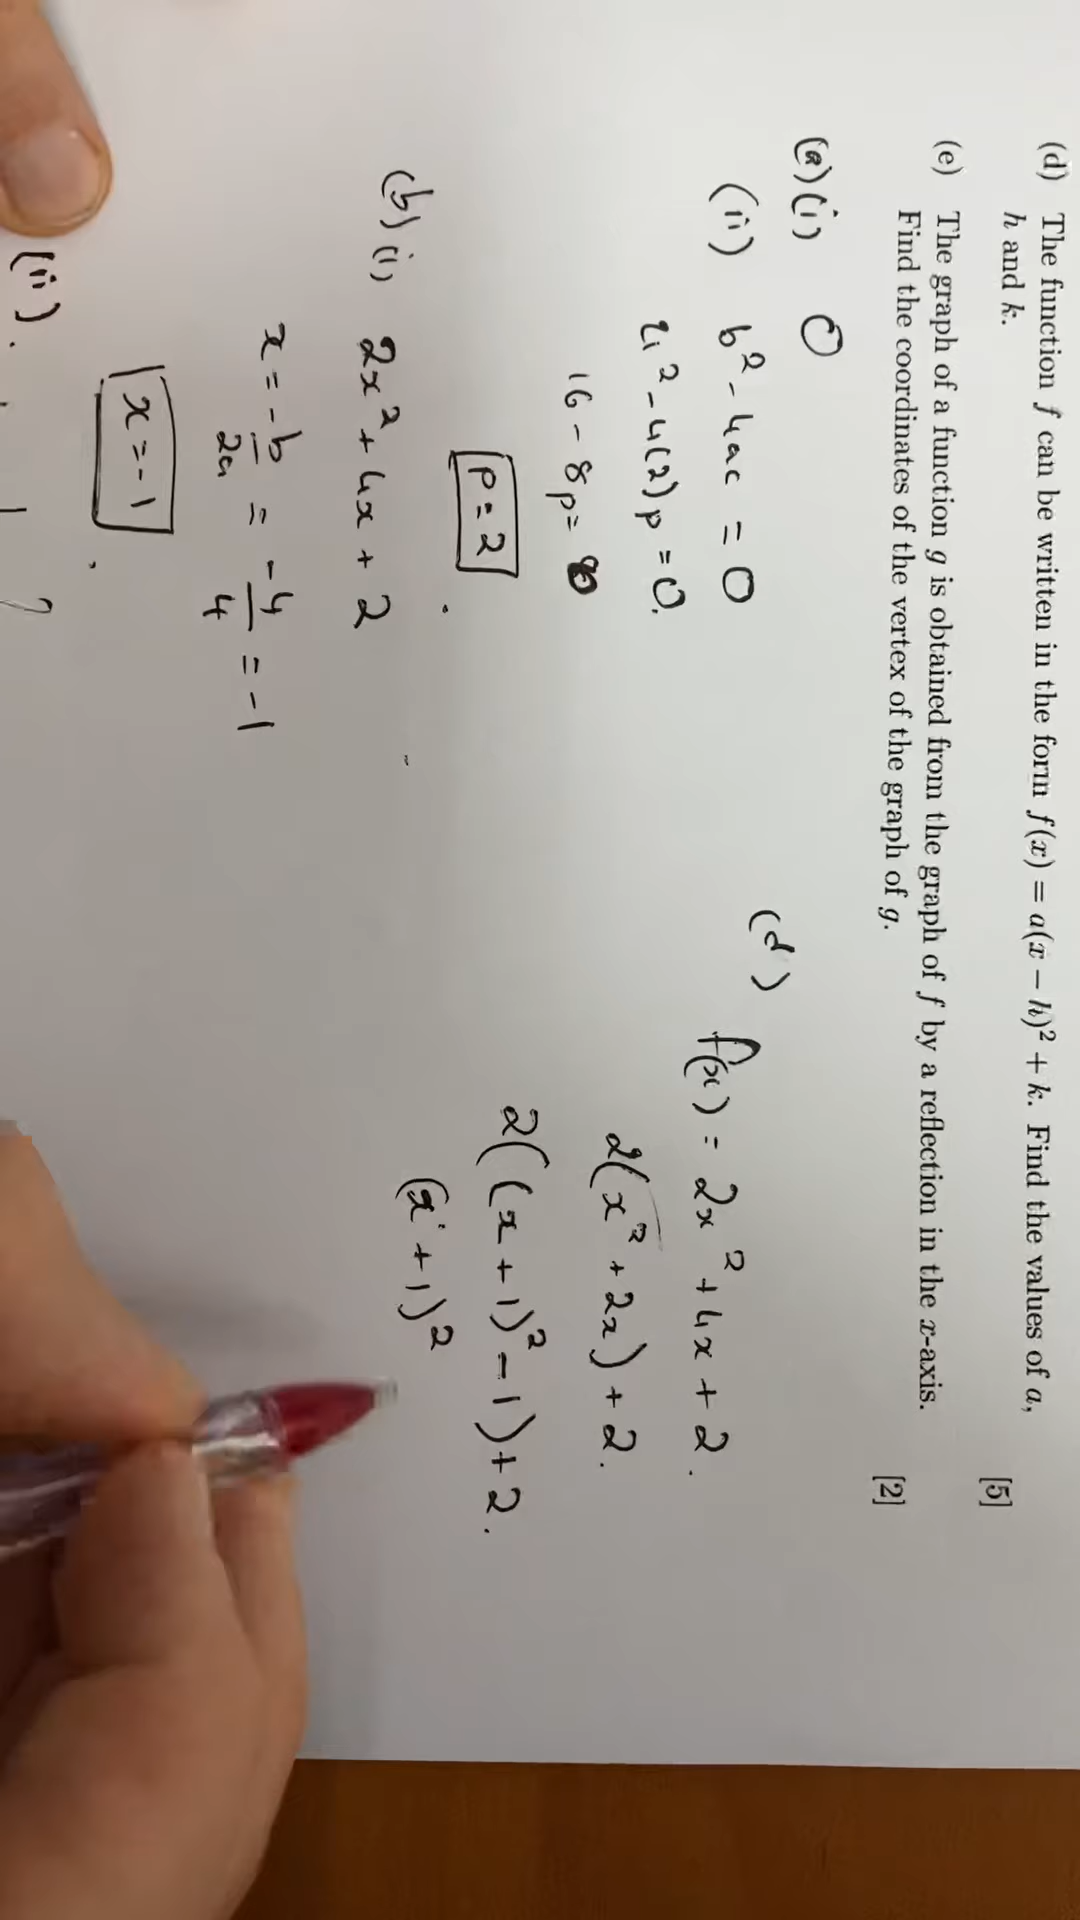 (d) The function f can be written in the form f(x) = a(x − h)² + k. Find the values of a,
h and k.
[5]
(e) The graph of a function g is obtained from the graph of f by a reflection in the x-axis.
Find the coordinates of the vertex of the graph of g.
[2]
(a) (i) 0
(ii) b² - 4ac = 0
4² - 4(2)p = 0.
16 - 8p = 0
p = 2
(b) (i) 2x² + 4x + 2
x = -b/2a = -4/4 = -1
x = -1
(ii).
(d)
f(x) = 2x² + 4x + 2.
2(x² + 2x) + 2.
2((x + 1)² - 1) + 2.
(x + 1)²